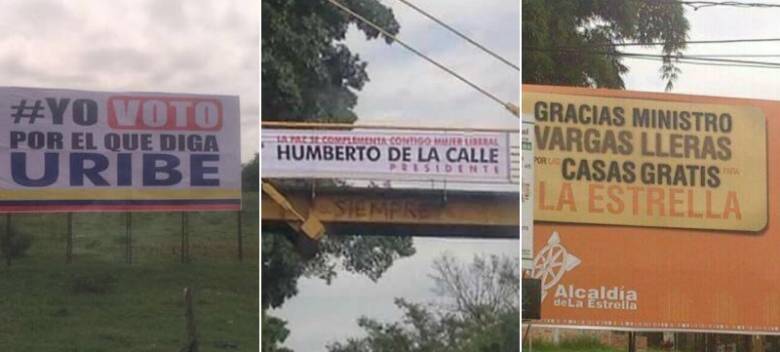 #YO VOTO
POR EL QUE DIGA
URIBE
LA PAZ SE COMPLEMENTA CONTIGO MUJER LIBERAL
HUMBERTO DE LA CALLE
PRESIDENTE
SIEMPRE
GRACIAS MINISTRO
VARGAS LLERAS
POR LAS CASAS GRATIS PARA
LA ESTRELLA
Alcaldía
de La Estrella